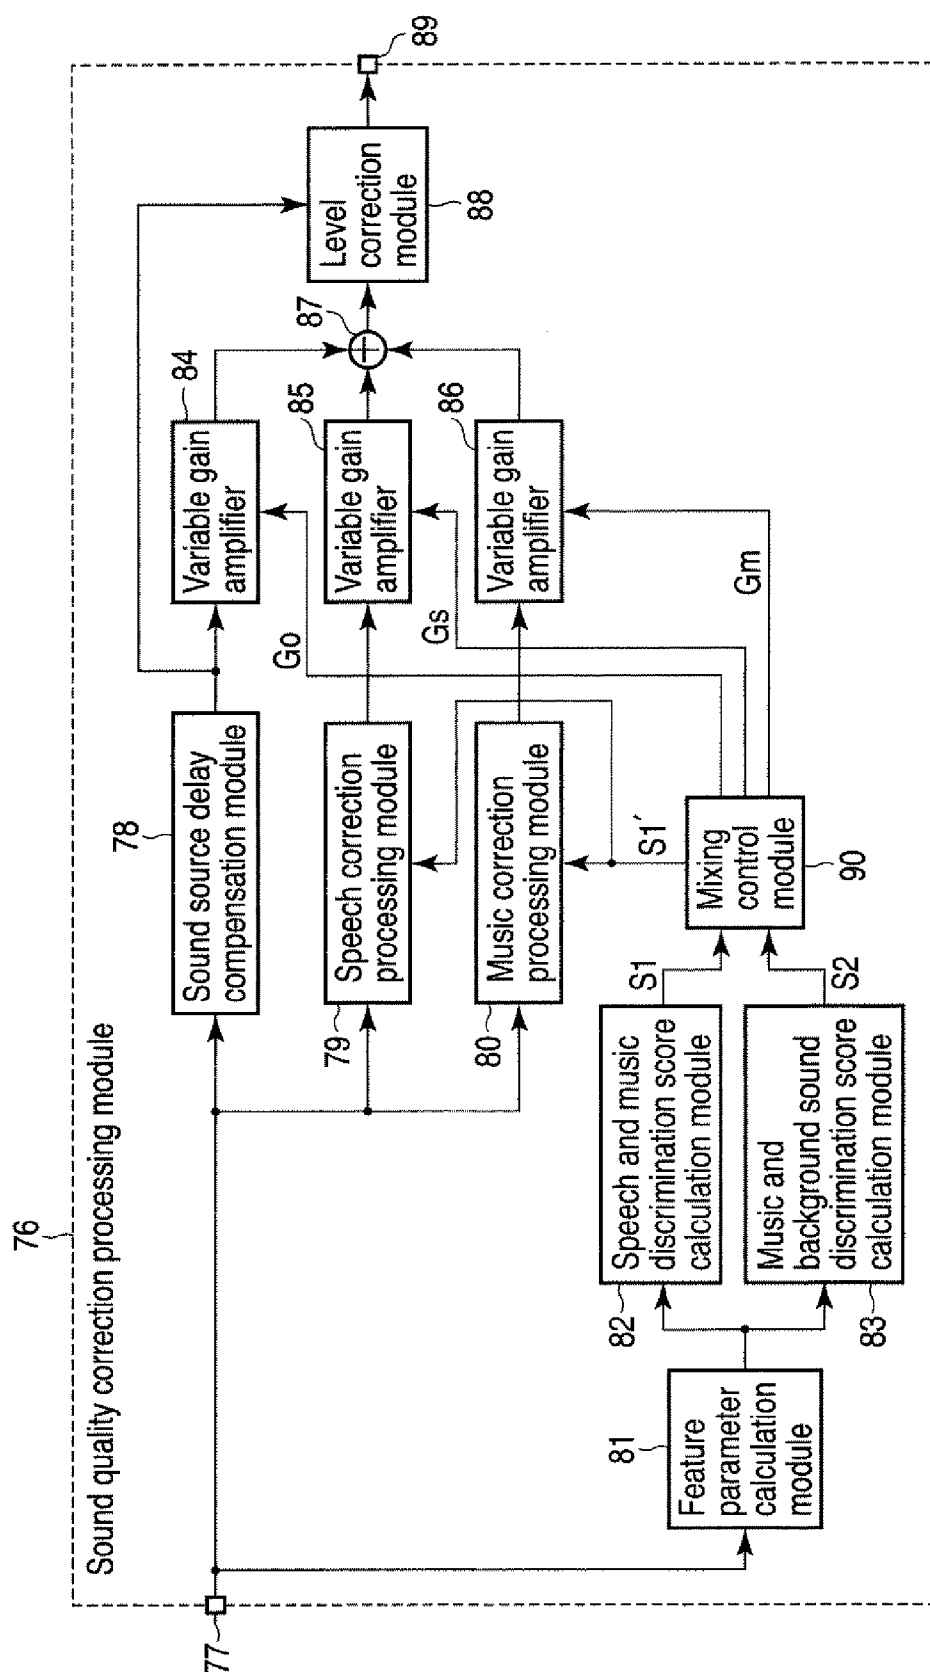 76
Sound quality correction processing module
77
78
Sound source delay
compensation module
84
Variable gain
amplifier
Go
79
Speech correction
processing module
85
Variable gain
amplifier
Gs
80
Music correction
processing module
86
Variable gain
amplifier
Gm
87
Level
correction
module
88
89
81
Feature
parameter
calculation
module
82
Speech and music
discrimination score
calculation module
S1
83
Music and
background sound
discrimination score
calculation module
S2
Mixing
control
module
90
S1'